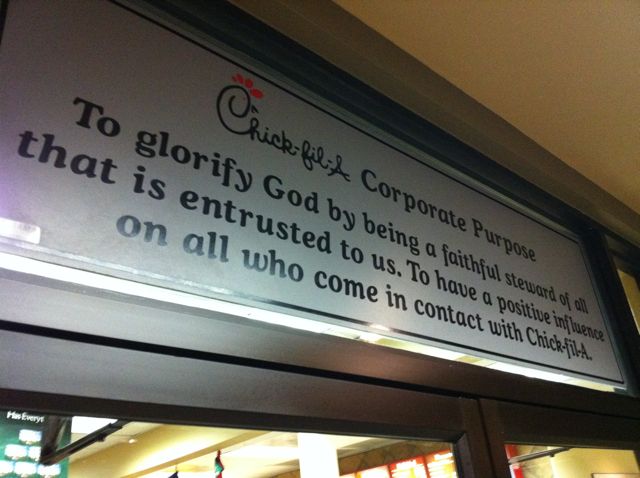 Chick-fil-A Corporate Purpose
To glorify God by being a faithful steward of all
that is entrusted to us. To have a positive influence
on all who come in contact with Chick-fil-A.